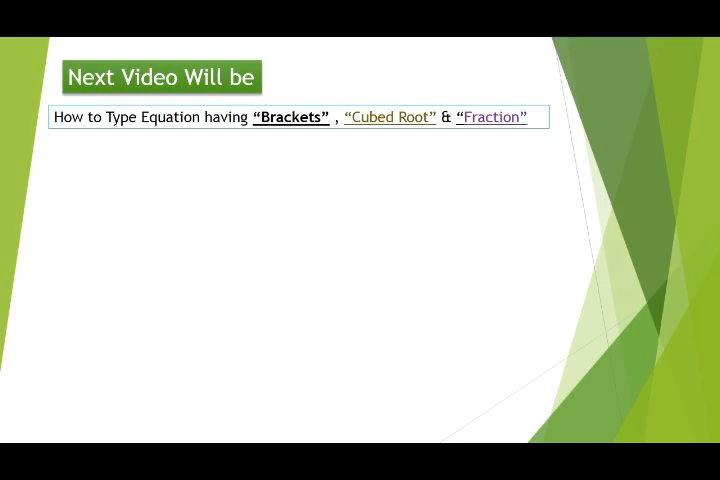 Next Video Will be
How to Type Equation having “Brackets” , “Cubed Root” & “Fraction”